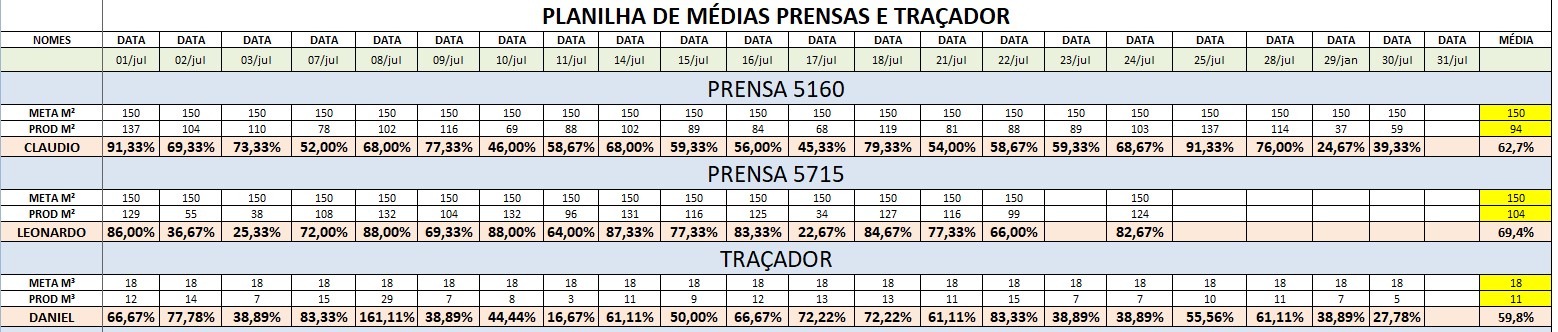 PLANILHA DE MÉDIAS PRENSAS E TRAÇADOR
NOMES DATA DATA DATA DATA DATA DATA DATA DATA DATA DATA DATA DATA DATA DATA DATA DATA DATA DATA DATA DATA DATA DATA MÉDIA
01/jul 02/jul 03/jul 07/jul 08/jul 09/jul 10/jul 11/jul 14/jul 15/jul 16/jul 17/jul 18/jul 21/jul 22/jul 23/jul 24/jul 25/jul 28/jul 29/jan 30/jul 31/jul
PRENSA 5160
META M² 150 150 150 150 150 150 150 150 150 150 150 150 150 150 150 150 150 150 150 150 150 150
PROD M² 137 104 110 78 102 116 69 88 102 89 84 68 119 81 88 89 103 137 114 37 59 94
CLAUDIO 91,33% 69,33% 73,33% 52,00% 68,00% 77,33% 46,00% 58,67% 68,00% 59,33% 56,00% 45,33% 79,33% 54,00% 58,67% 59,33% 68,67% 91,33% 76,00% 24,67% 39,33% 62,7%
PRENSA 5715
META M² 150 150 150 150 150 150 150 150 150 150 150 150 150 150 150 150 150
PROD M² 129 55 38 108 132 104 132 96 131 116 125 34 127 116 99 124 104
LEONARDO 86,00% 36,67% 25,33% 72,00% 88,00% 69,33% 88,00% 64,00% 87,33% 77,33% 83,33% 22,67% 84,67% 77,33% 66,00% 82,67% 69,4%
TRAÇADOR
META M³ 18 18 18 18 18 18 18 18 18 18 18 18 18 18 18 18 18 18 18 18 18 18
PROD M³ 12 14 7 15 29 7 8 3 11 9 12 13 13 11 15 7 7 10 11 7 5 11
DANIEL 66,67% 77,78% 38,89% 83,33% 161,11% 38,89% 44,44% 16,67% 61,11% 50,00% 66,67% 72,22% 72,22% 61,11% 83,33% 38,89% 38,89% 55,56% 61,11% 38,89% 27,78% 59,8%